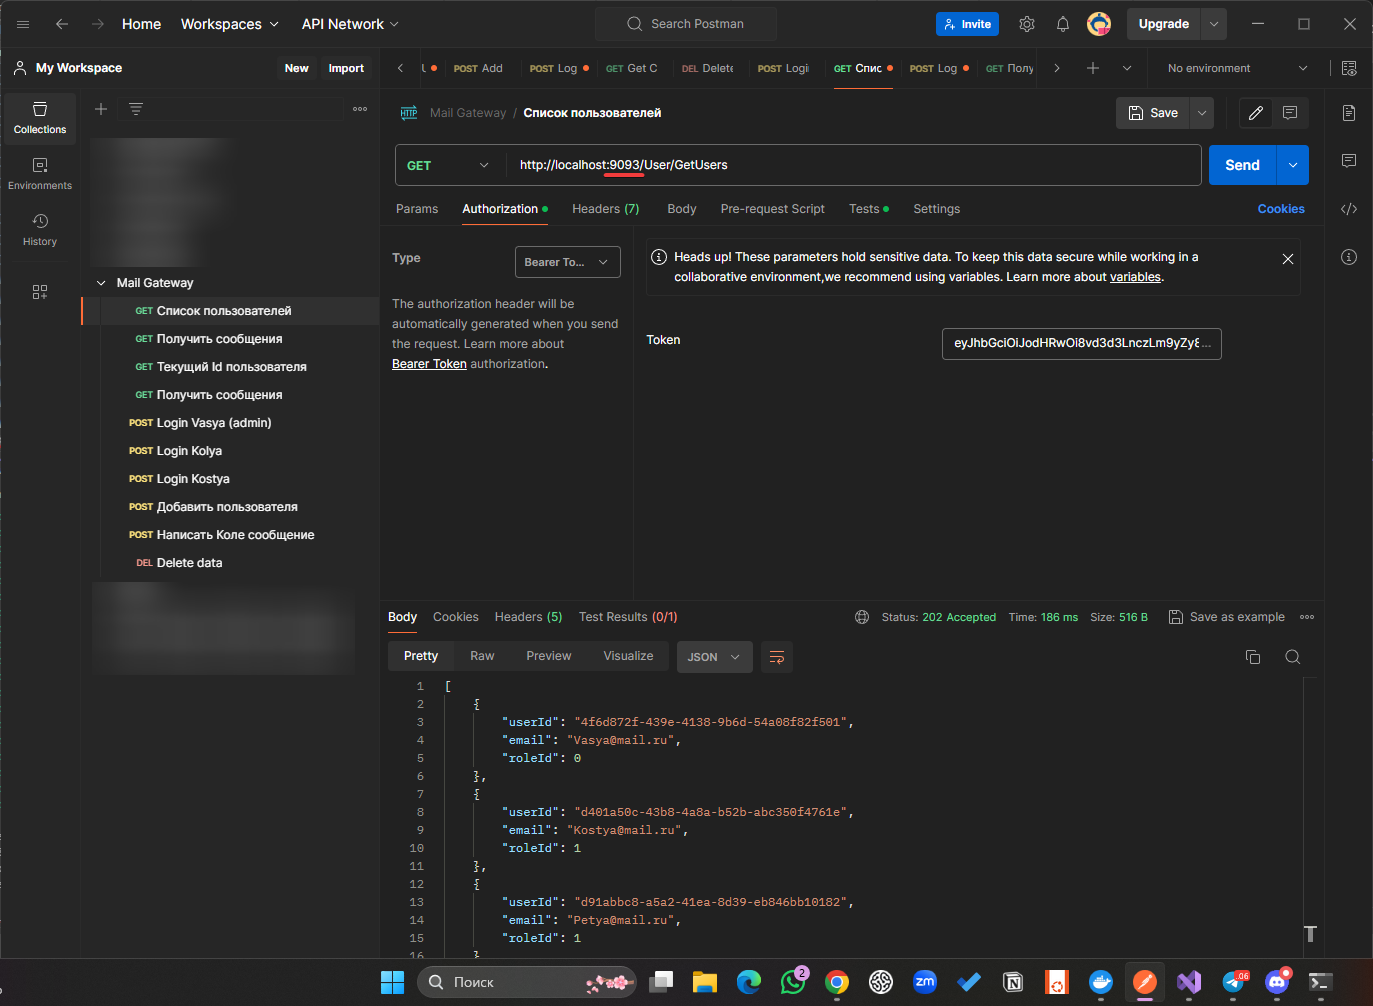 Home
Workspaces
API Network
Search Postman
Invite
Upgrade
My Workspace
New
Import
POST Add
POST Log
GET Get C
DEL Delete
POST Logi
GET Спис
POST Log
GET Полу
No environment
Collections
Environments
History
Mail Gateway
GET Список пользователей
GET Получить сообщения
GET Текущий Id пользователя
GET Получить сообщения
POST Login Vasya (admin)
POST Login Kolya
POST Login Kostya
POST Добавить пользователя
POST Написать Коле сообщение
DEL Delete data
HTTP
Mail Gateway / Список пользователей
Save
GET
http://localhost:9093/User/GetUsers
Send
Params
Authorization
Headers (7)
Body
Pre-request Script
Tests
Settings
Cookies
Type
Bearer To...
The authorization header will be
automatically generated when you send
the request. Learn more about
Bearer Token authorization.
Heads up! These parameters hold sensitive data. To keep this data secure while working in a
collaborative environment,we recommend using variables. Learn more about variables.
Token
eyJhbGciOiJodHRwOi8vd3d3LnczLm9yZy8...
Body
Cookies
Headers (5)
Test Results (0/1)
Status: 202 Accepted
Time: 186 ms
Size: 516 B
Save as example
Pretty
Raw
Preview
Visualize
JSON
1 [
2 {
3 "userId": "4f6d872f-439e-4138-9b6d-54a08f82f501",
4 "email": "Vasya@mail.ru",
5 "roleId": 0
6 },
7 {
8 "userId": "d401a50c-43b8-4a8a-b52b-abc350f4761e",
9 "email": "Kostya@mail.ru",
10 "roleId": 1
11 },
12 {
13 "userId": "d91abbc8-a5a2-41ea-8d39-eb846bb10182",
14 "email": "Petya@mail.ru",
15 "roleId": 1
16 }
T
Поиск
2
zm
N
.06